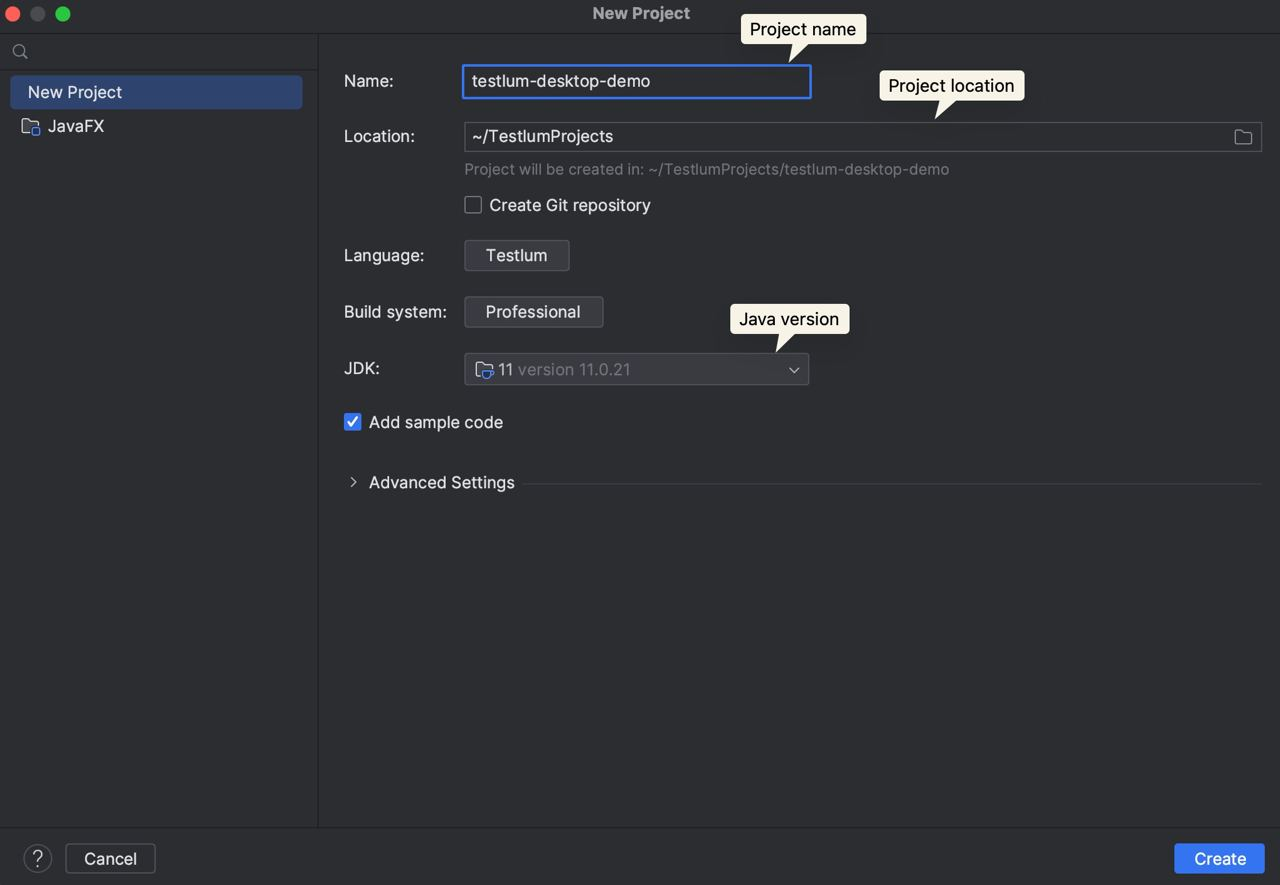 New Project
Project name
New Project
JavaFX
Name: testlum-desktop-demo
Project location
Location: ~/TestlumProjects
Project will be created in: ~/TestlumProjects/testlum-desktop-demo
Create Git repository
Language: Testlum
Build system: Professional
Java version
JDK: 11 version 11.0.21
Add sample code
Advanced Settings
? Cancel Create